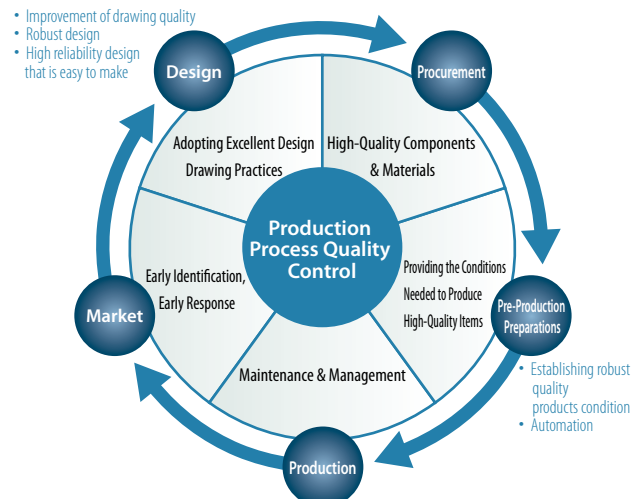 • Improvement of drawing quality
• Robust design
• High reliability design
that is easy to make
Design
Procurement
Adopting Excellent Design
Drawing Practices
High-Quality Components
& Materials
Production
Process Quality
Control
Early Identification,
Early Response
Providing the Conditions
Needed to Produce
High-Quality Items
Market
Pre-Production
Preparations
Maintenance & Management
• Establishing robust
quality
products condition
• Automation
Production